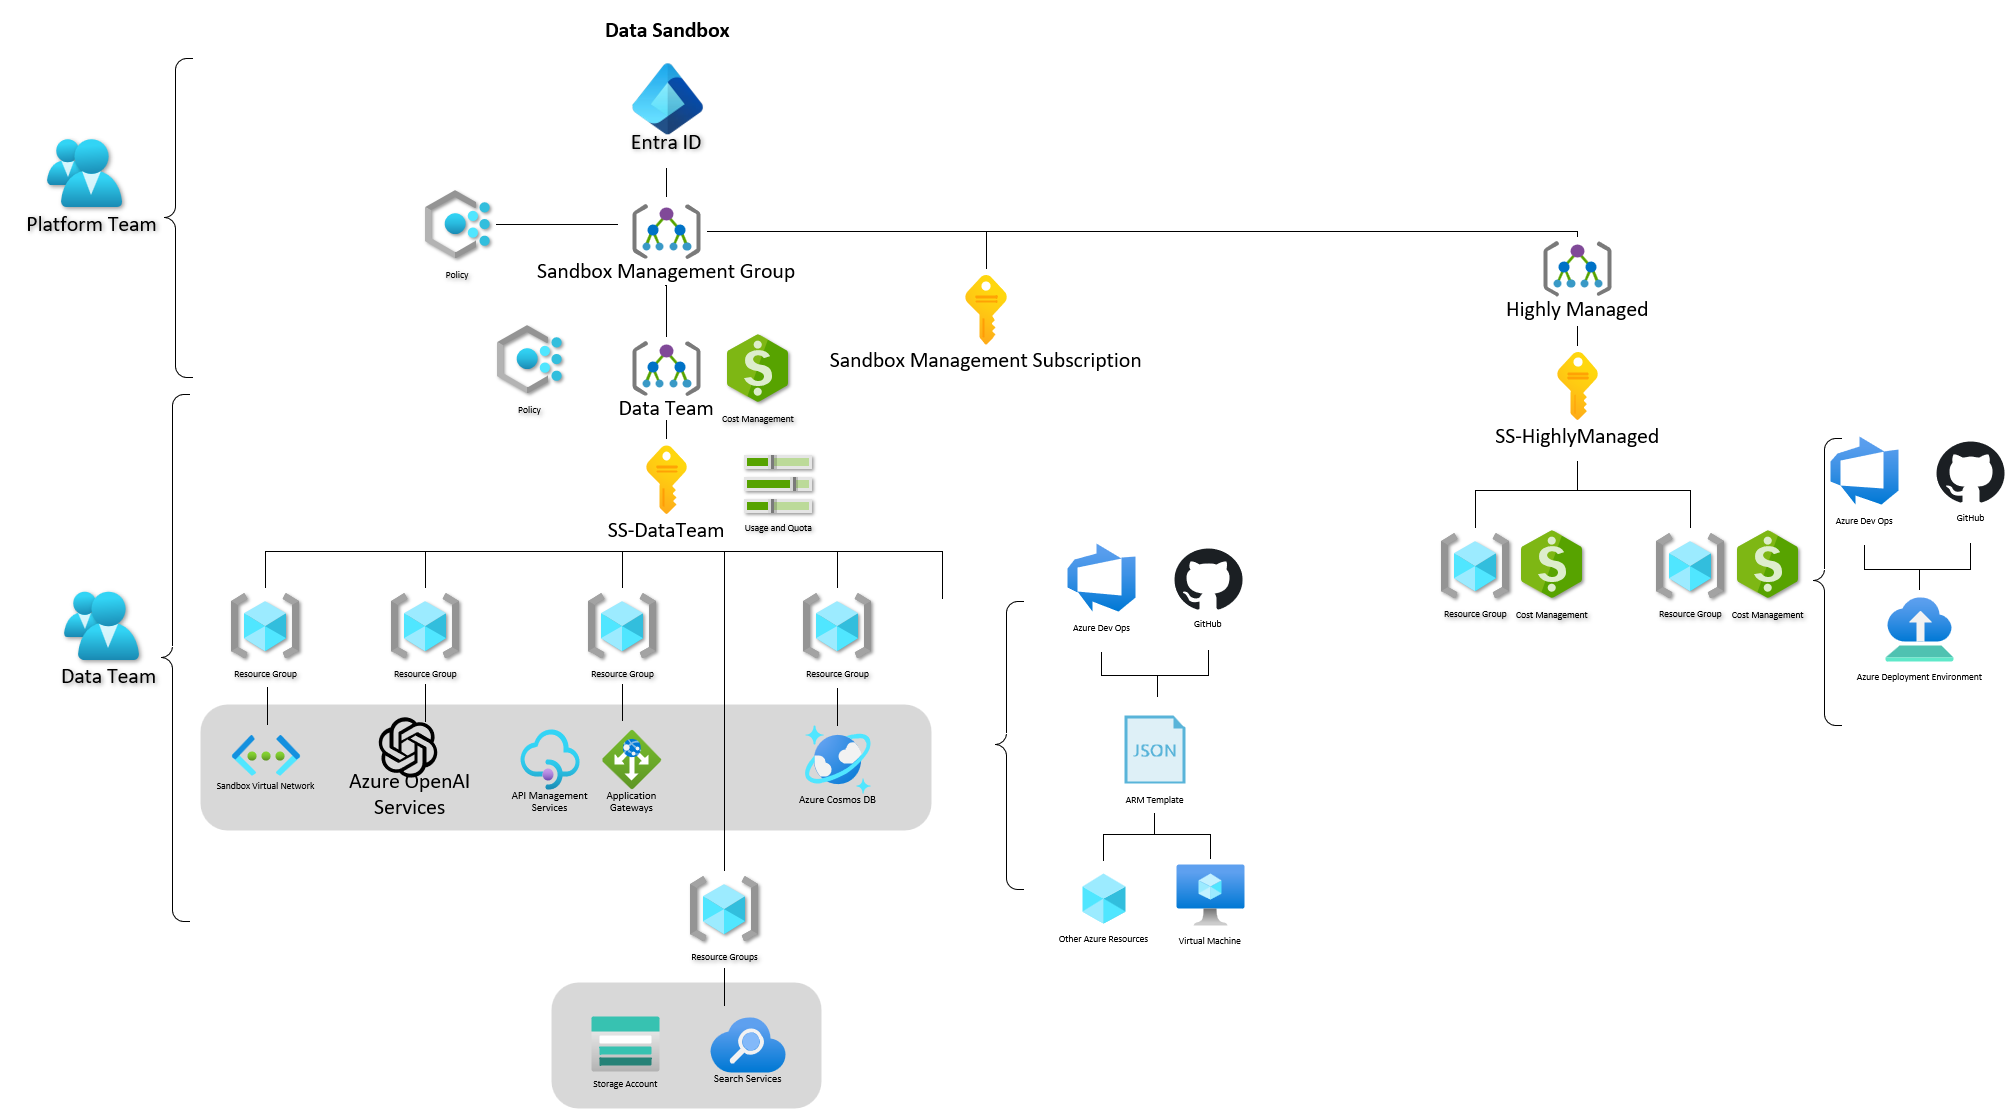 Data Sandbox
Entra ID
Platform Team
Policy
Sandbox Management Group
Highly Managed
Sandbox Management Subscription
Policy
Data Team
Cost Management
SS-HighlyManaged
SS-DataTeam
Usage and Quota
Azure Dev Ops
GitHub
Resource Group
Cost Management
Resource Group
Cost Management
Azure Dev Ops
GitHub
Data Team
Resource Group
Resource Group
Resource Group
Resource Group
Azure Deployment Environment
Sandbox Virtual Network
Azure OpenAI
Services
API Management
Services
Application
Gateways
Azure Cosmos DB
JSON
ARM Template
Resource Groups
Other Azure Resources
Virtual Machine
Storage Account
Search Services